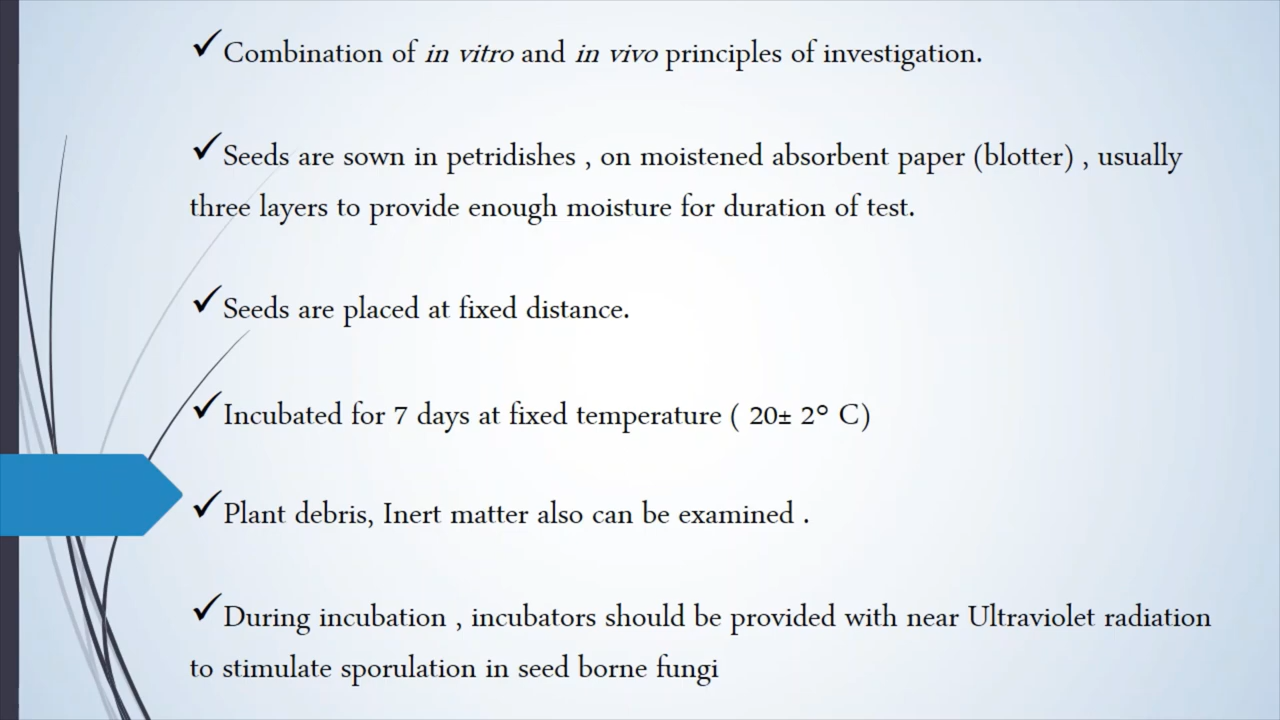 ✓Combination of in vitro and in vivo principles of investigation.
✓Seeds are sown in petridishes , on moistened absorbent paper (blotter) , usually
three layers to provide enough moisture for duration of test.
✓Seeds are placed at fixed distance.
✓Incubated for 7 days at fixed temperature ( 20± 2° C)
✓Plant debris, Inert matter also can be examined .
✓During incubation , incubators should be provided with near Ultraviolet radiation
to stimulate sporulation in seed borne fungi